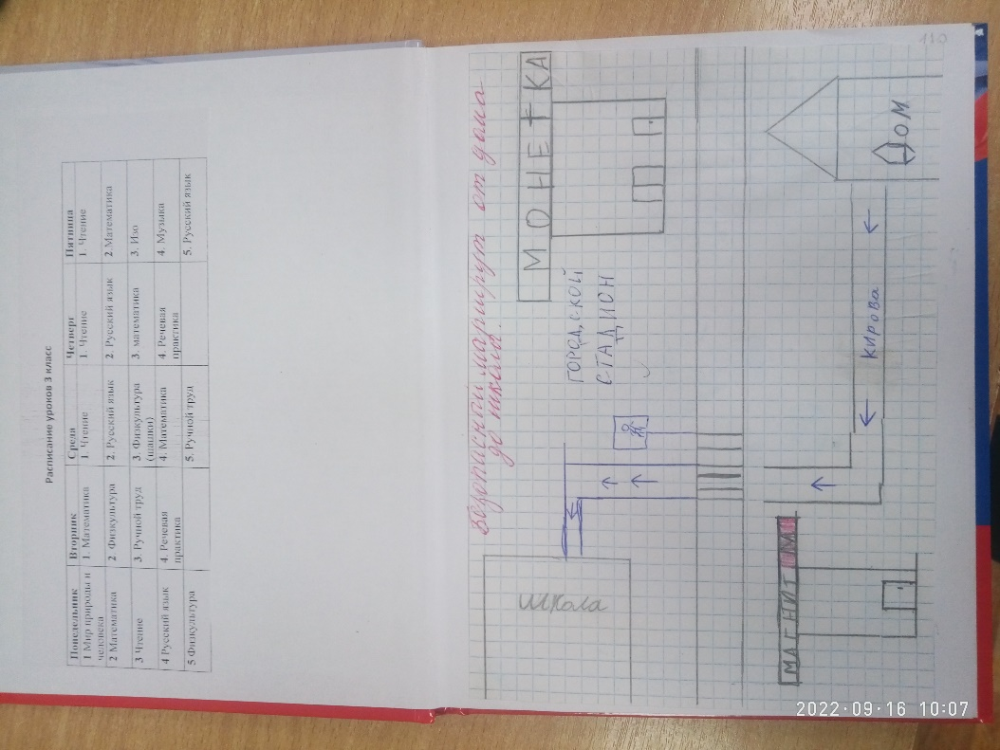 Расписание уроков 3 класс
Понедельник Вторник Среда Четверг Пятница
1 Мир природы и человека 1. Математика 1. Чтение 1. Чтение 1. Чтение
2 Математика 2. Физкультура 2. Русский язык 2. Русский язык 2.Математика
3 Чтение 3. Ручной труд 3. Физкультура (шашки) 3. математика 3. Изо
4 Русский язык 4. Речевая практика 4. Математика 4. Речевая практика 4. Музыка
5 Физкультура 5. Ручной труд 5. Русский язык
Безопасный маршрут от дома
до школа.
МОНЕТКА
ГОРОДСКОЙ
СТАДИОН
школа
МАГНИТ М
КИРОВА
ДОМ
110
2022·09·16 10:07